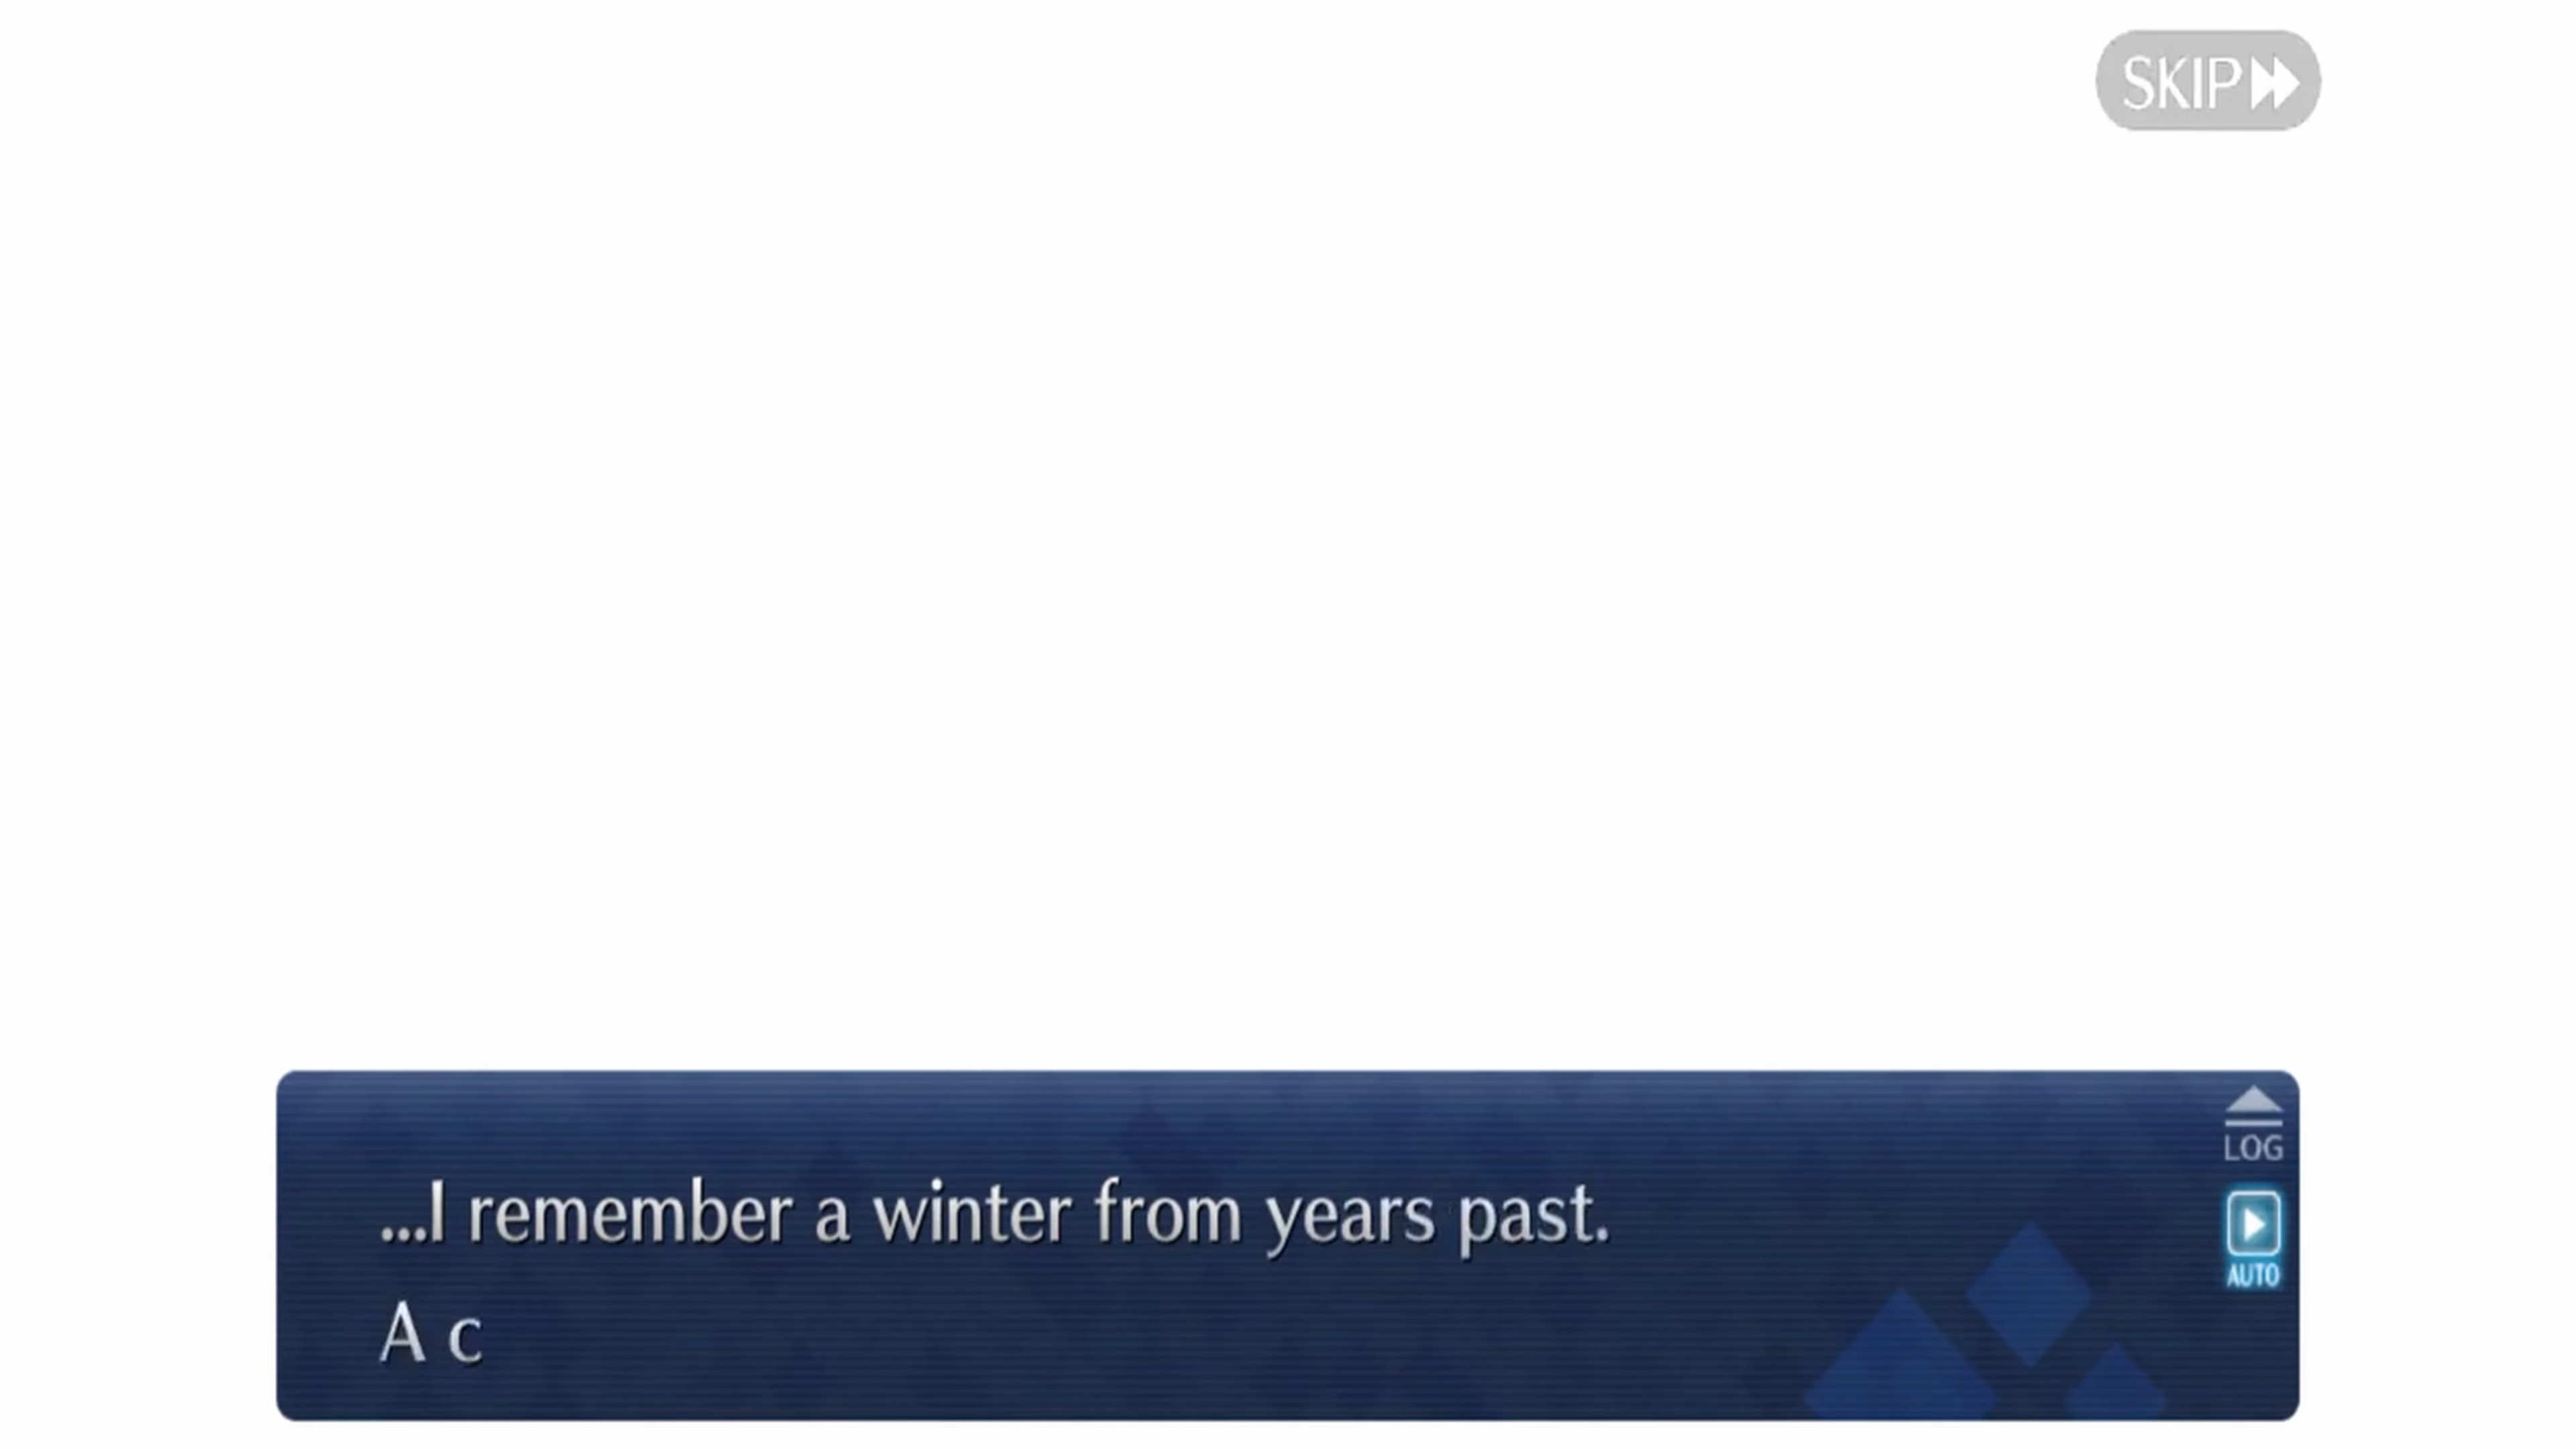 SKIP
...I remember a winter from years past.
A c
LOG
AUTO